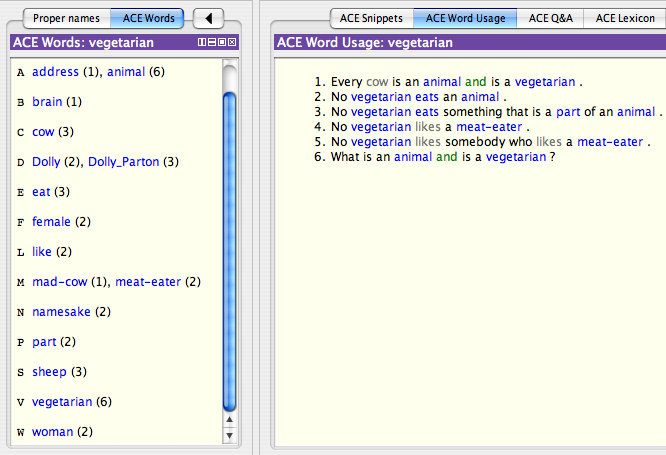 Proper names ACE Words
ACE Words: vegetarian
A address (1), animal (6)
B brain (1)
C cow (3)
D Dolly (2), Dolly_Parton (3)
E eat (3)
F female (2)
L like (2)
M mad-cow (1), meat-eater (2)
N namesake (2)
P part (2)
S sheep (3)
V vegetarian (6)
W woman (2)
ACE Snippets ACE Word Usage ACE Q&A ACE Lexicon
ACE Word Usage: vegetarian
1. Every cow is an animal and is a vegetarian .
2. No vegetarian eats an animal .
3. No vegetarian eats something that is a part of an animal .
4. No vegetarian likes a meat-eater .
5. No vegetarian likes somebody who likes a meat-eater .
6. What is an animal and is a vegetarian ?